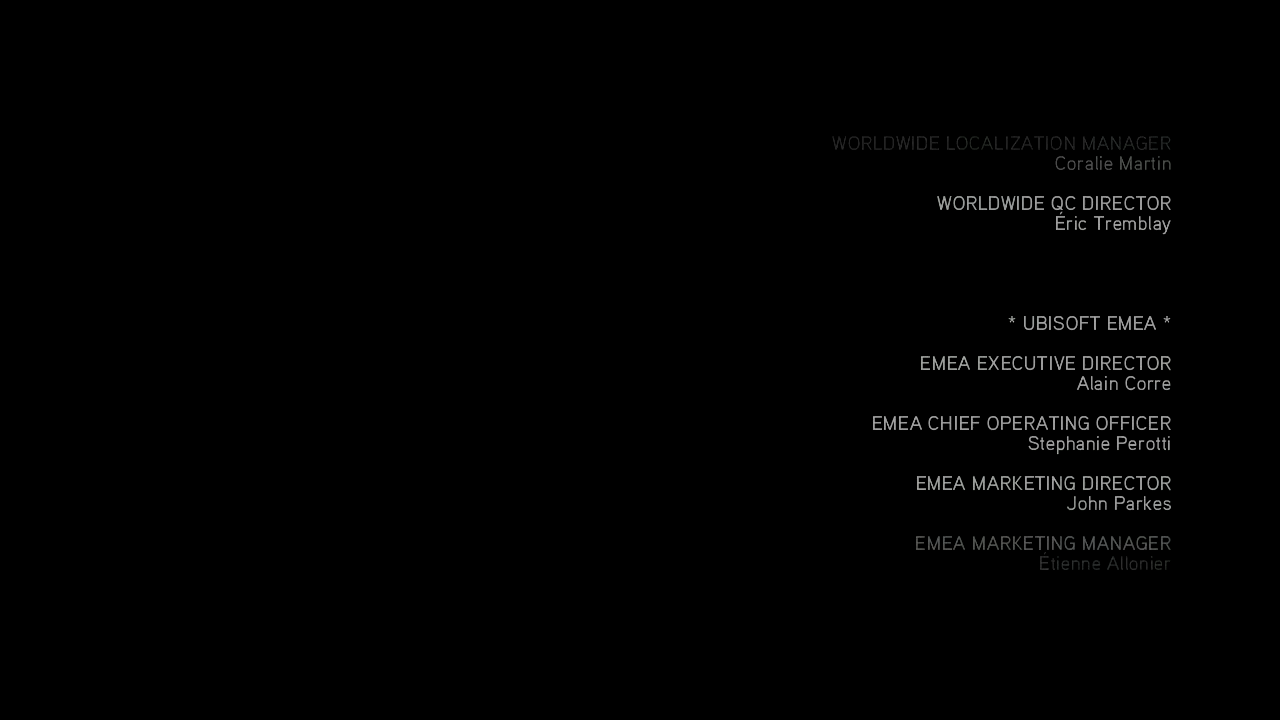 WORLDWIDE LOCALIZATION MANAGER
Coralie Martin
WORLDWIDE QC DIRECTOR
Éric Tremblay
* UBISOFT EMEA *
EMEA EXECUTIVE DIRECTOR
Alain Corre
EMEA CHIEF OPERATING OFFICER
Stephanie Perotti
EMEA MARKETING DIRECTOR
John Parkes
EMEA MARKETING MANAGER
Étienne Allonier